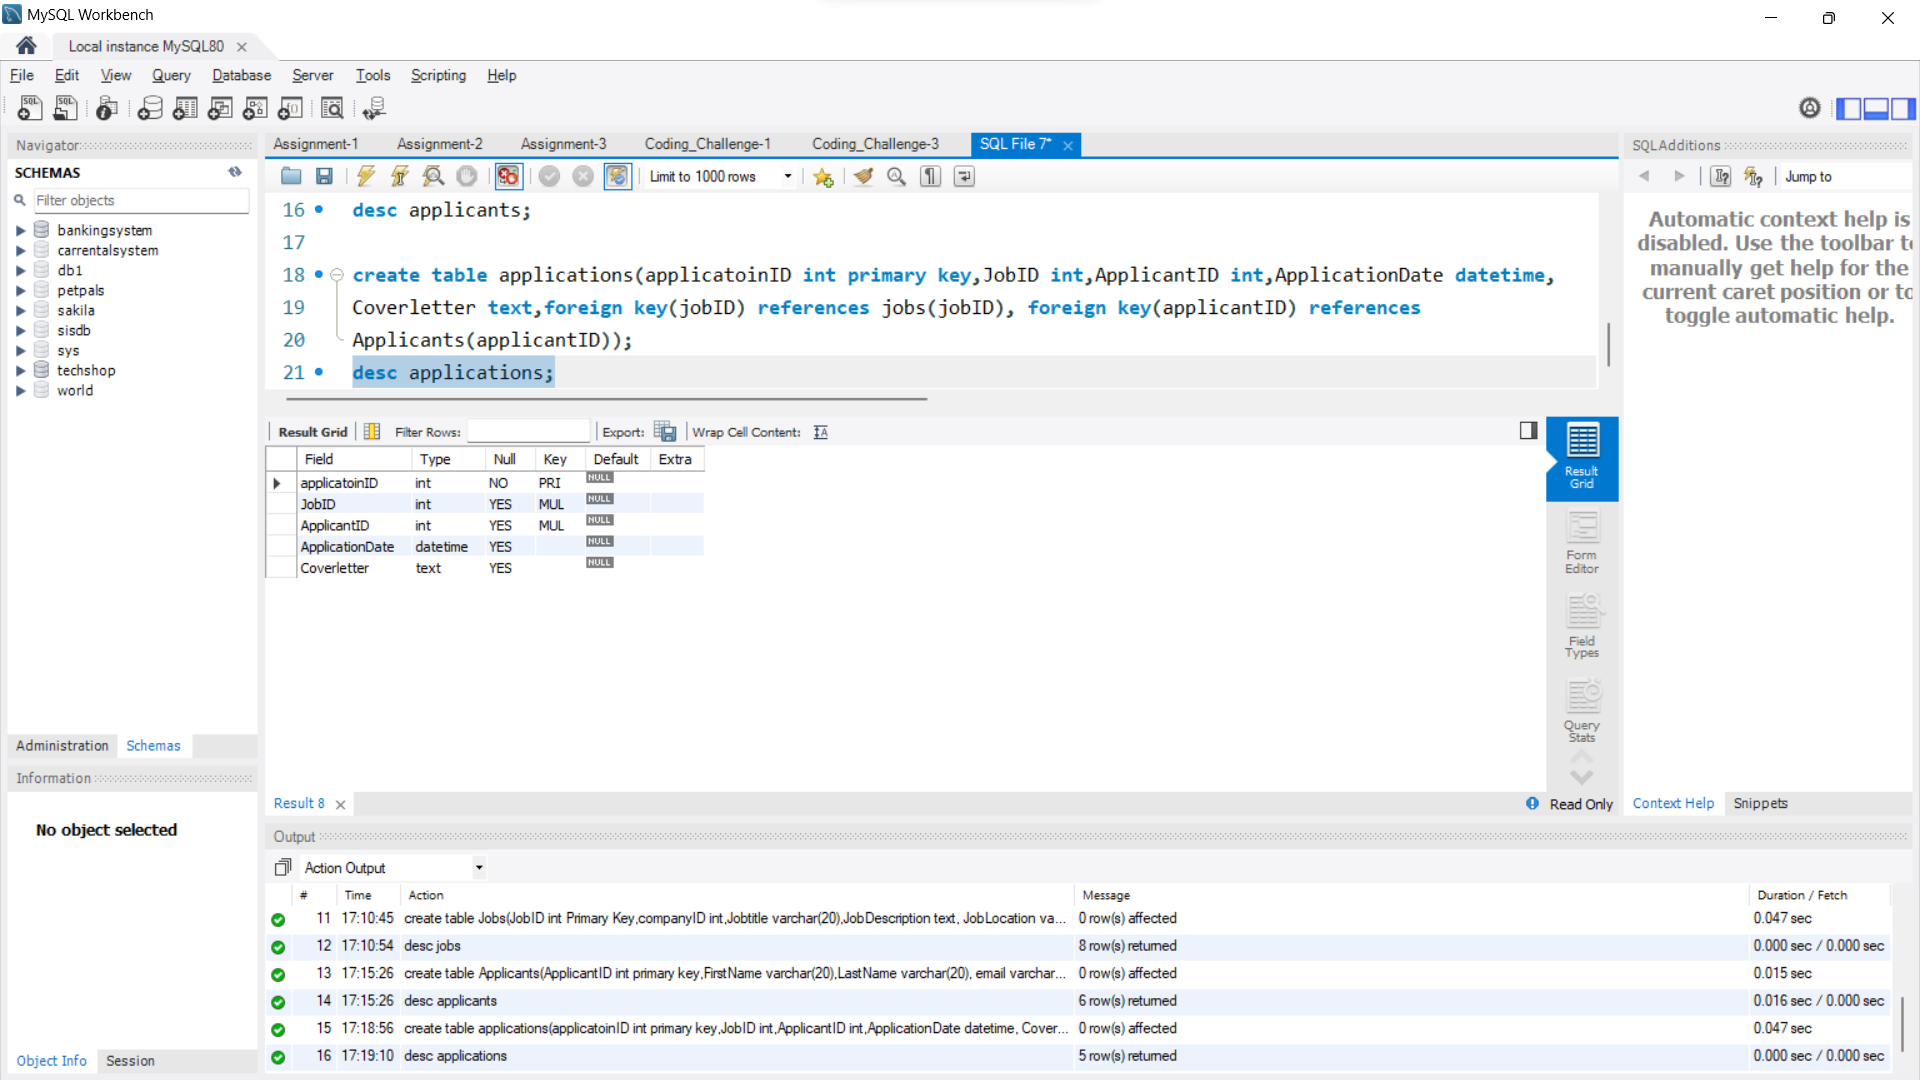 MySQL Workbench
Local instance MySQL80
File Edit View Query Database Server Tools Scripting Help
Navigator
SCHEMAS
Filter objects
bankingsystem
carrentalsystem
db1
petpals
sakila
sisdb
sys
techshop
world
Administration Schemas
Information
No object selected
Object Info Session
Assignment-1 Assignment-2 Assignment-3 Coding_Challenge-1 Coding_Challenge-3 SQL File 7*
Limit to 1000 rows
16 desc applicants;
17
18 create table applications(applicatoinID int primary key,JobID int,ApplicantID int,ApplicationDate datetime,
19 Coverletter text,foreign key(jobID) references jobs(jobID), foreign key(applicantID) references
20 Applicants(applicantID));
21 desc applications;
Result Grid Filter Rows: Export: Wrap Cell Content:
Field Type Null Key Default Extra
applicatoinID int NO PRI NULL
JobID int YES MUL NULL
ApplicantID int YES MUL NULL
ApplicationDate datetime YES NULL
Coverletter text YES NULL
Result
Grid
Form
Editor
Field
Types
Query
Stats
Result 8
Read Only
SQLAdditions
Jump to
Automatic context help is
disabled. Use the toolbar to
manually get help for the
current caret position or to
toggle automatic help.
Context Help Snippets
Output
Action Output
# Time Action Message Duration / Fetch
11 17:10:45 create table Jobs(JobID int Primary Key,companyID int,Jobtitle varchar(20),JobDescription text, JobLocation va... 0 row(s) affected 0.047 sec
12 17:10:54 desc jobs 8 row(s) returned 0.000 sec / 0.000 sec
13 17:15:26 create table Applicants(ApplicantID int primary key,FirstName varchar(20),LastName varchar(20), email varchar... 0 row(s) affected 0.015 sec
14 17:15:26 desc applicants 6 row(s) returned 0.016 sec / 0.000 sec
15 17:18:56 create table applications(applicatoinID int primary key,JobID int,ApplicantID int,ApplicationDate datetime, Cover... 0 row(s) affected 0.047 sec
16 17:19:10 desc applications 5 row(s) returned 0.000 sec / 0.000 sec